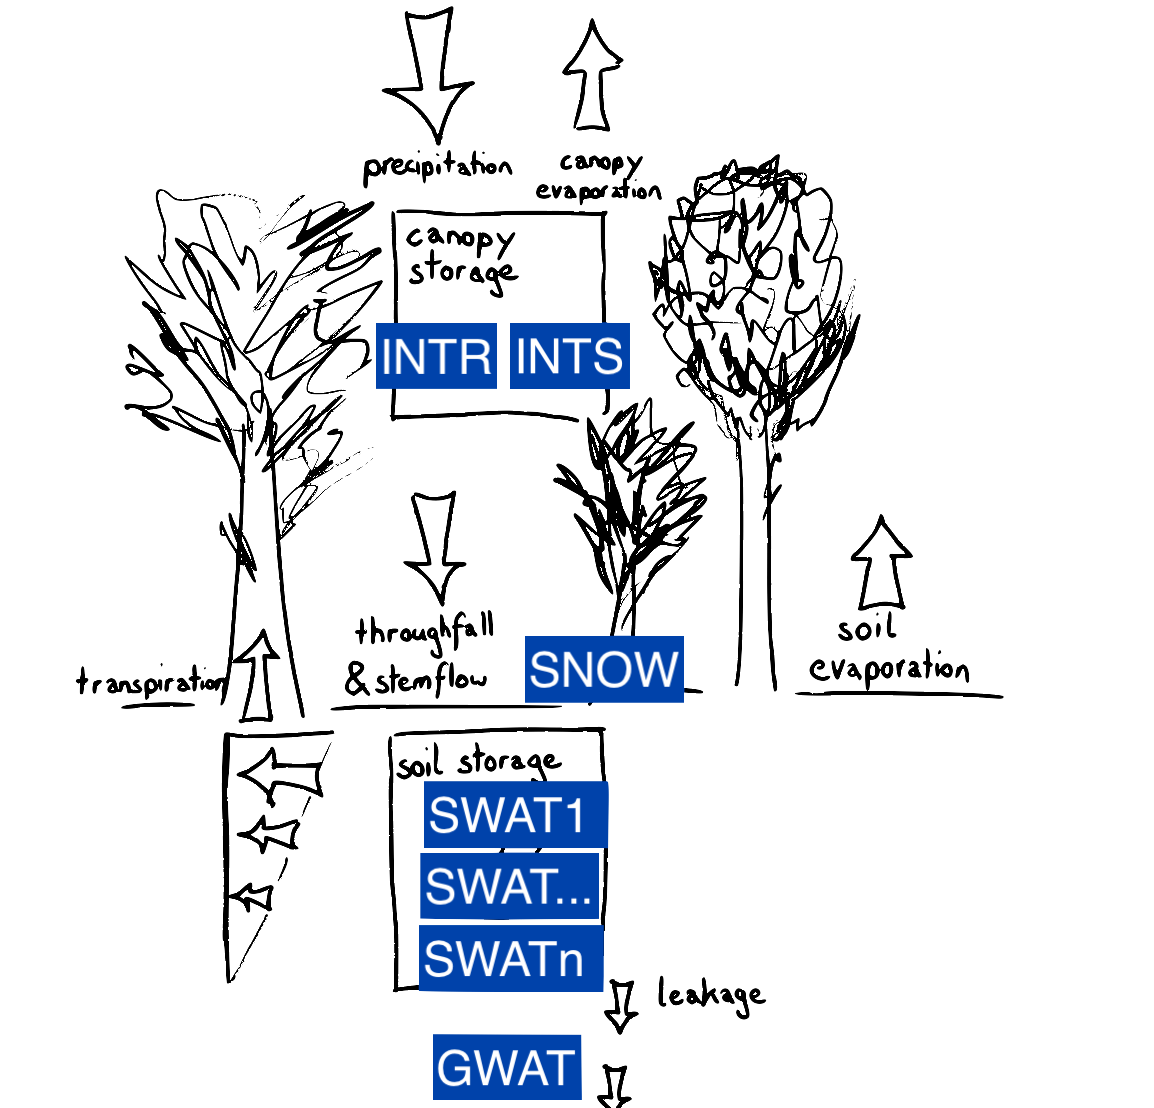 precipitation
canopy
evaporation
canopy
storage
INTR INTS
throughfall
& stemflow
SNOW
soil
evaporation
transpiration
soil storage
SWAT1
SWAT...
SWATn
leakage
GWAT